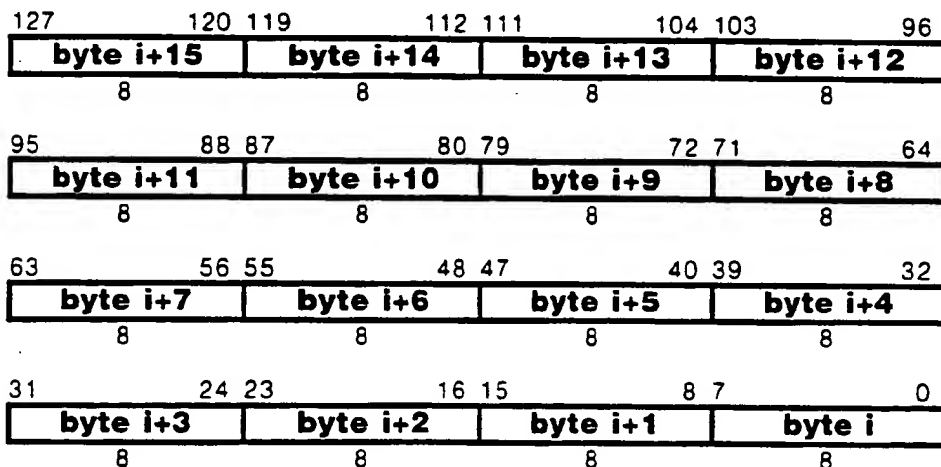 127 120 119 112 111 104 103 96
byte i+15 byte i+14 byte i+13 byte i+12
8 8 8 8
95 88 87 80 79 72 71 64
byte i+11 byte i+10 byte i+9 byte i+8
8 8 8 8
63 56 55 48 47 40 39 32
byte i+7 byte i+6 byte i+5 byte i+4
8 8 8 8
31 24 23 16 15 8 7 0
byte i+3 byte i+2 byte i+1 byte i
8 8 8 8